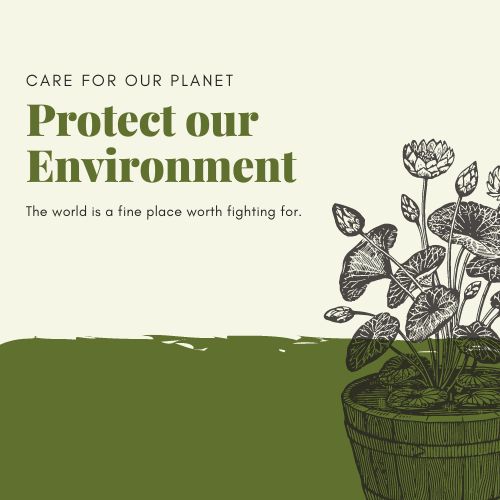 CARE FOR OUR PLANET
Protect our
Environment
The world is a fine place worth fighting for.